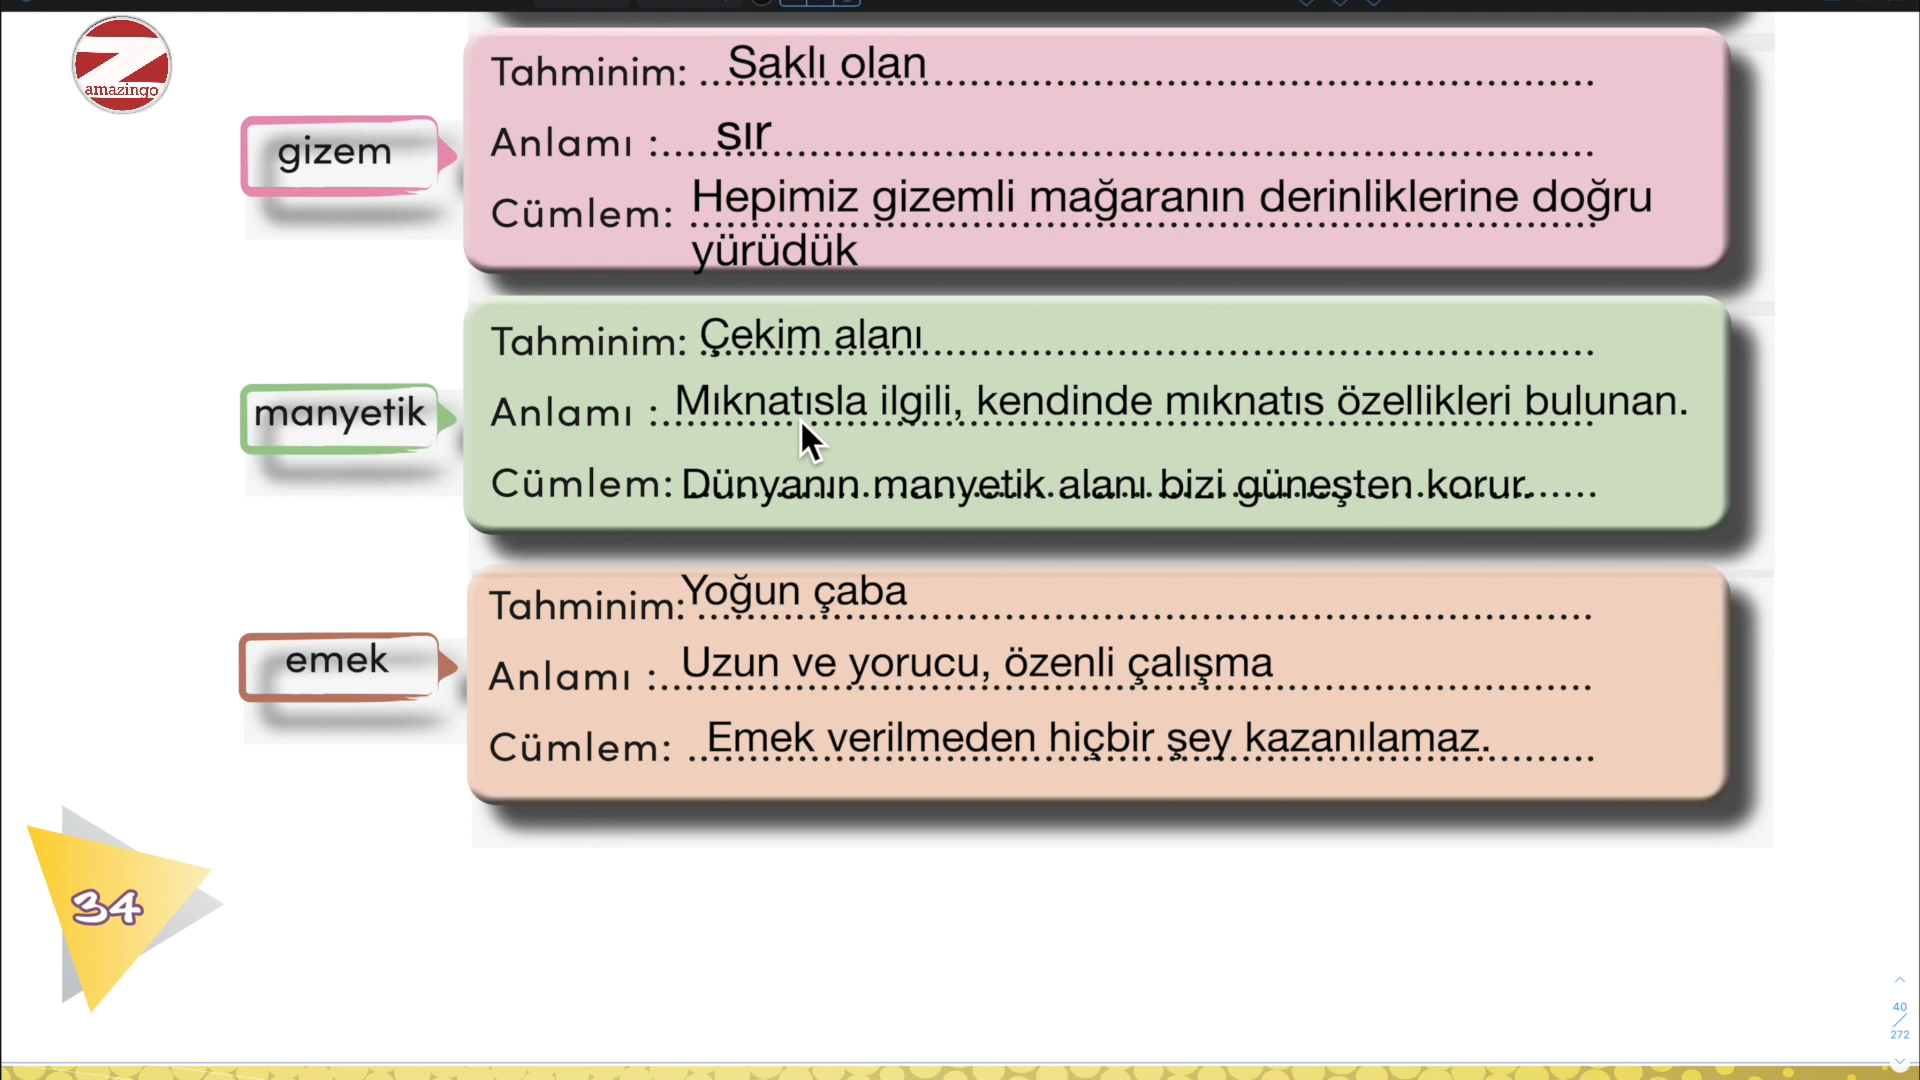 amazingo
gizem
Tahminim: Saklı olan
Anlamı : sır
Cümlem: Hepimiz gizemli mağaranın derinliklerine doğru
yürüdük
manyetik
Tahminim: Çekim alanı
Anlamı : Mıknatısla ilgili, kendinde mıknatıs özellikleri bulunan.
Cümlem: Dünyanın manyetik alanı bizi güneşten korur.
emek
Tahminim: Yoğun çaba
Anlamı : Uzun ve yorucu, özenli çalışma
Cümlem: Emek verilmeden hiçbir şey kazanılamaz.
34
40
272